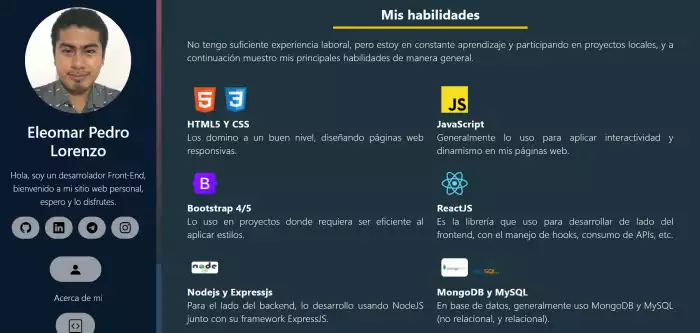 Eleomar Pedro
Lorenzo
Hola, soy un desarrolador Front-End,
bienvenido a mi sitio web personal,
espero y lo disfrutes.
Acerca de mi
Mis habilidades
No tengo suficiente experiencia laboral, pero estoy en constante aprendizaje y participando en proyectos locales, y a
continuación muestro mis principales habilidades de manera general.
5 3
HTML5 Y CSS
Los domino a un buen nivel, diseñando páginas web
responsivas.
JS
JavaScript
Generalmente lo uso para aplicar interactividad y
dinamismo en mis páginas web.
B
Bootstrap 4/5
Lo uso en proyectos donde requiera ser eficiente al
aplicar estilos.
ReactJS
Es la librería que uso para desarrollar de lado del
frontend, con el manejo de hooks, consumo de APIs, etc.
node
Nodejs y Expressjs
Para el lado del backend, lo desarrollo usando NodeJS
junto con su framework ExpressJS.
MongoDB y MySQL
En base de datos, generalmente uso MongoDB y MySQL
(no relacional, y relacional).